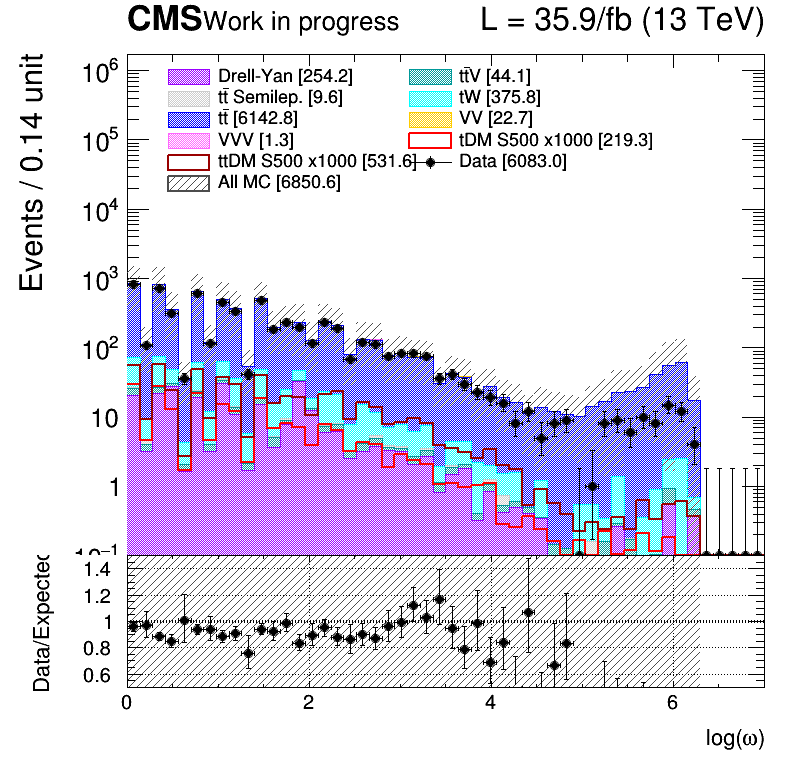 CMS Work in progress L = 35.9/fb (13 TeV)
Events / 0.14 unit
10⁶
10⁵
10⁴
10³
10²
10
1
10⁻¹
Drell-Yan [254.2] tt̄V [44.1]
tt̄ Semilep. [9.6] tW [375.8]
tt̄ [6142.8] VV [22.7]
VVV [1.3] tDM S500 x1000 [219.3]
ttDM S500 x1000 [531.6] Data [6083.0]
All MC [6850.6]
Data/Expected
1.4
1.2
1
0.8
0.6
0 2 4 6
log(ω)